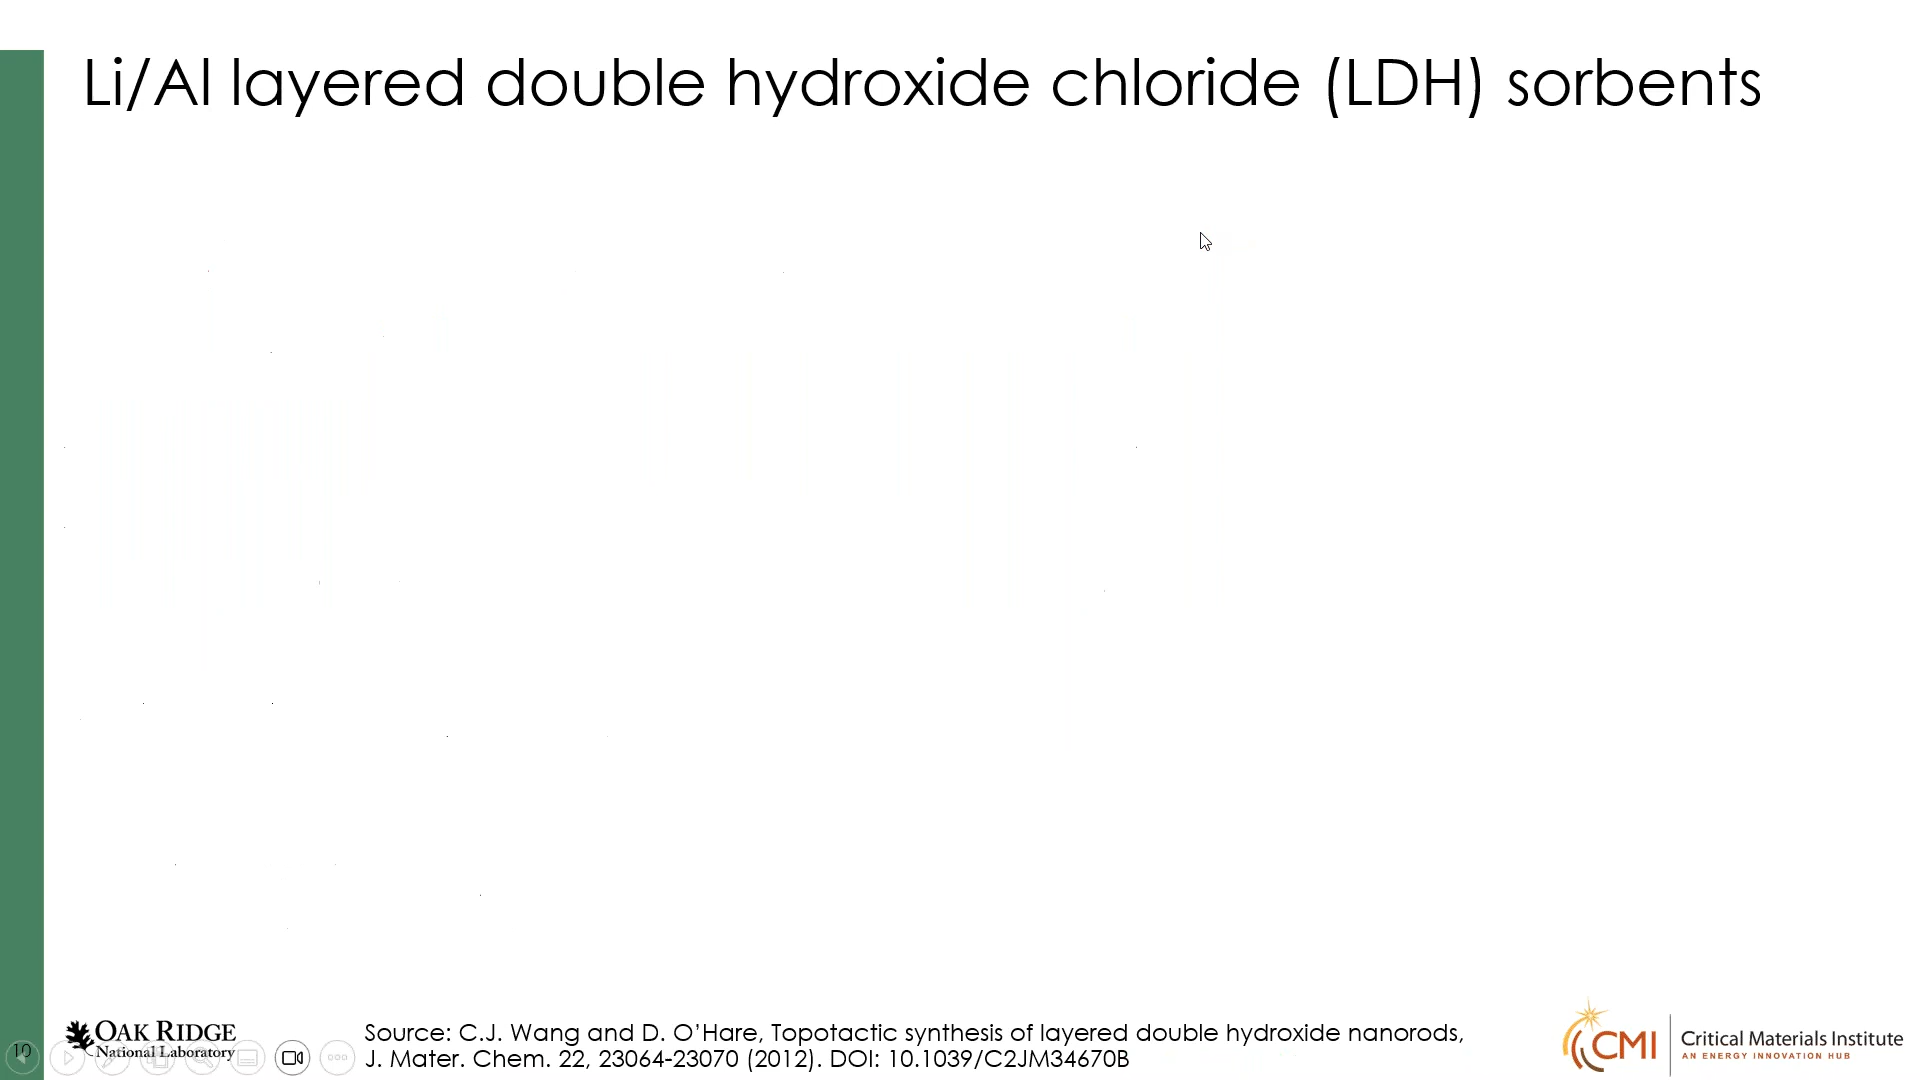 Li/Al layered double hydroxide chloride (LDH) sorbents
10
OAK RIDGE
National Laboratory
Source: C.J. Wang and D. O’Hare, Topotactic synthesis of layered double hydroxide nanorods,
J. Mater. Chem. 22, 23064-23070 (2012). DOI: 10.1039/C2JM34670B
CMI
Critical Materials Institute
AN ENERGY INNOVATION HUB